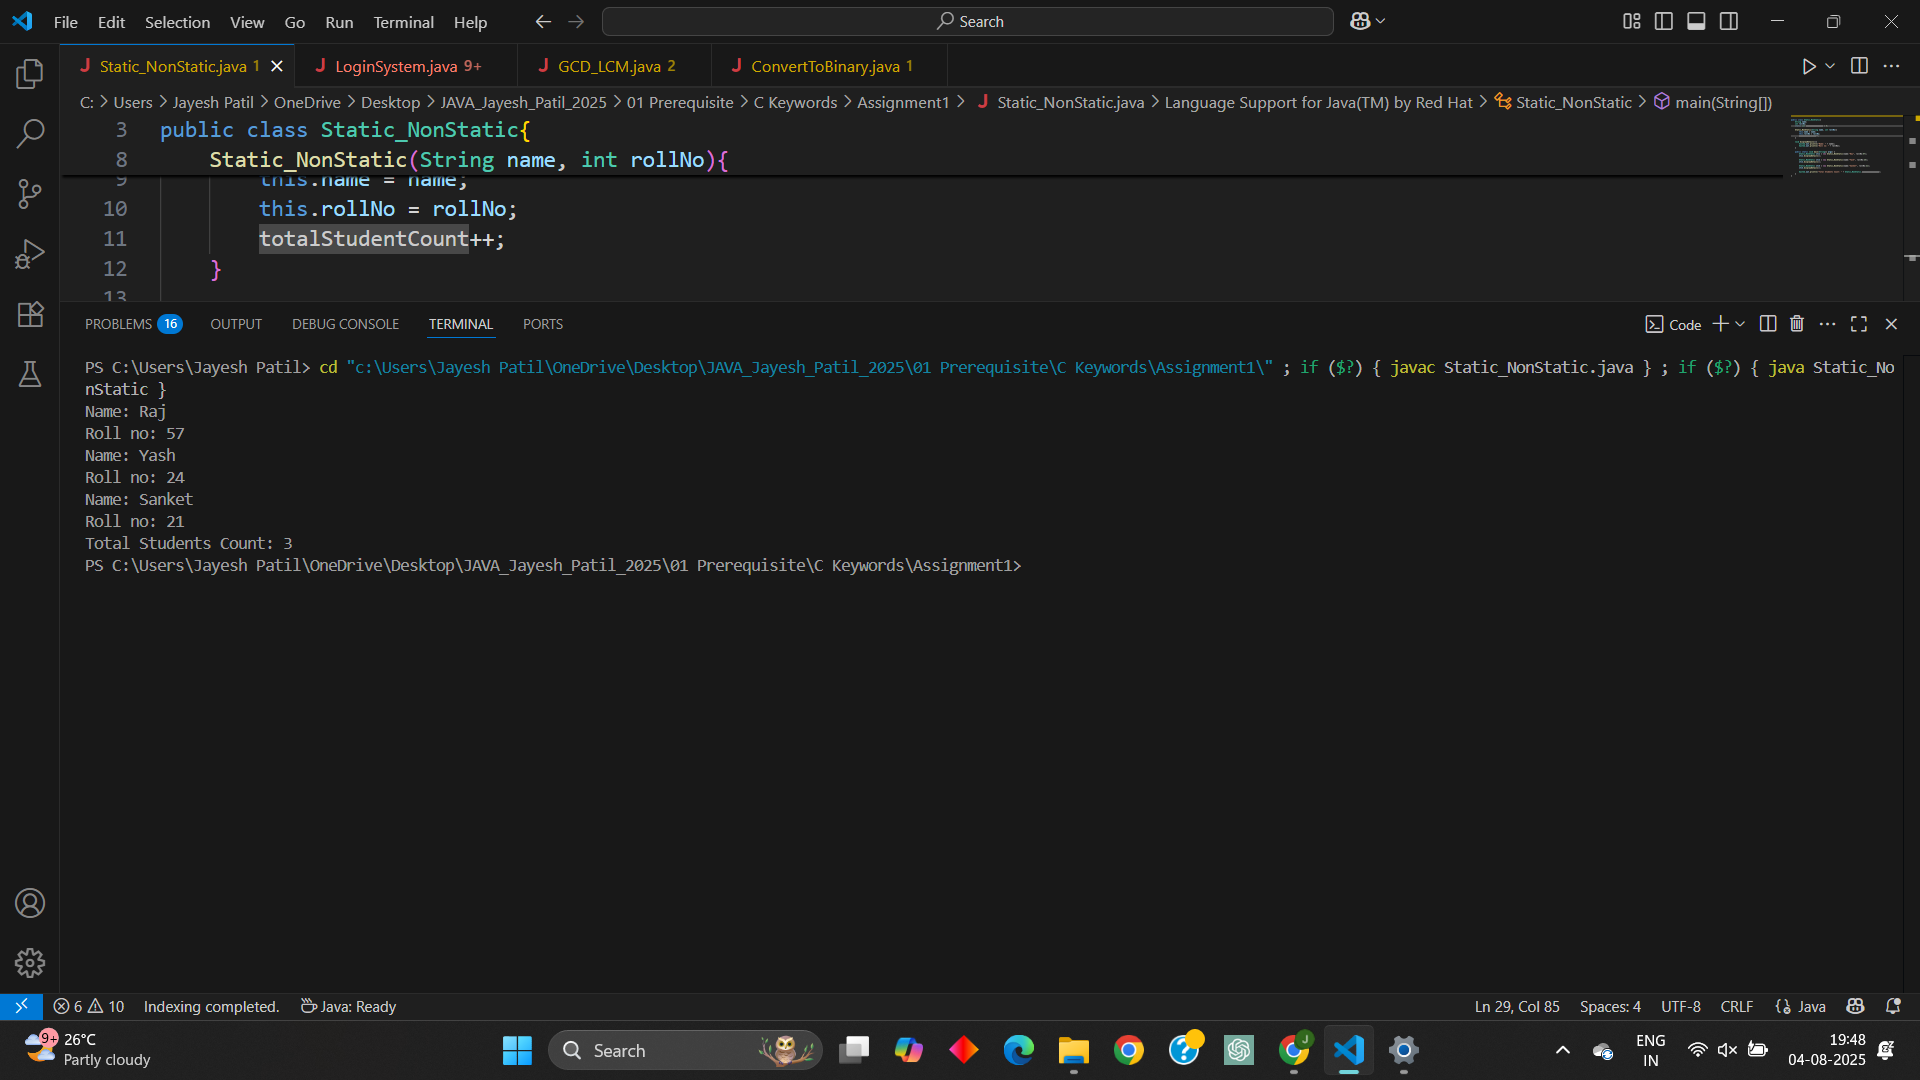 File Edit Selection View Go Run Terminal Help Search
Static_NonStatic.java 1 LoginSystem.java 9+ GCD_LCM.java 2 ConvertToBinary.java 1
C: > Users > Jayesh Patil > OneDrive > Desktop > JAVA_Jayesh_Patil_2025 > 01 Prerequisite > C Keywords > Assignment1 > Static_NonStatic.java > Language Support for Java(TM) by Red Hat > Static_NonStatic > main(String[])
3 public class Static_NonStatic{
8 Static_NonStatic(String name, int rollNo){
9 this.name = name;
10 this.rollNo = rollNo;
11 totalStudentCount++;
12 }
13
PROBLEMS 16 OUTPUT DEBUG CONSOLE TERMINAL PORTS Code
PS C:\Users\Jayesh Patil> cd "c:\Users\Jayesh Patil\OneDrive\Desktop\JAVA_Jayesh_Patil_2025\01 Prerequisite\C Keywords\Assignment1\" ; if ($?) { javac Static_NonStatic.java } ; if ($?) { java Static_No
nStatic }
Name: Raj
Roll no: 57
Name: Yash
Roll no: 24
Name: Sanket
Roll no: 21
Total Students Count: 3
PS C:\Users\Jayesh Patil\OneDrive\Desktop\JAVA_Jayesh_Patil_2025\01 Prerequisite\C Keywords\Assignment1>
6 10 Indexing completed. Java: Ready Ln 29, Col 85 Spaces: 4 UTF-8 CRLF Java
9+ 26°C
Partly cloudy
Search
J
ENG
IN
19:48
04-08-2025